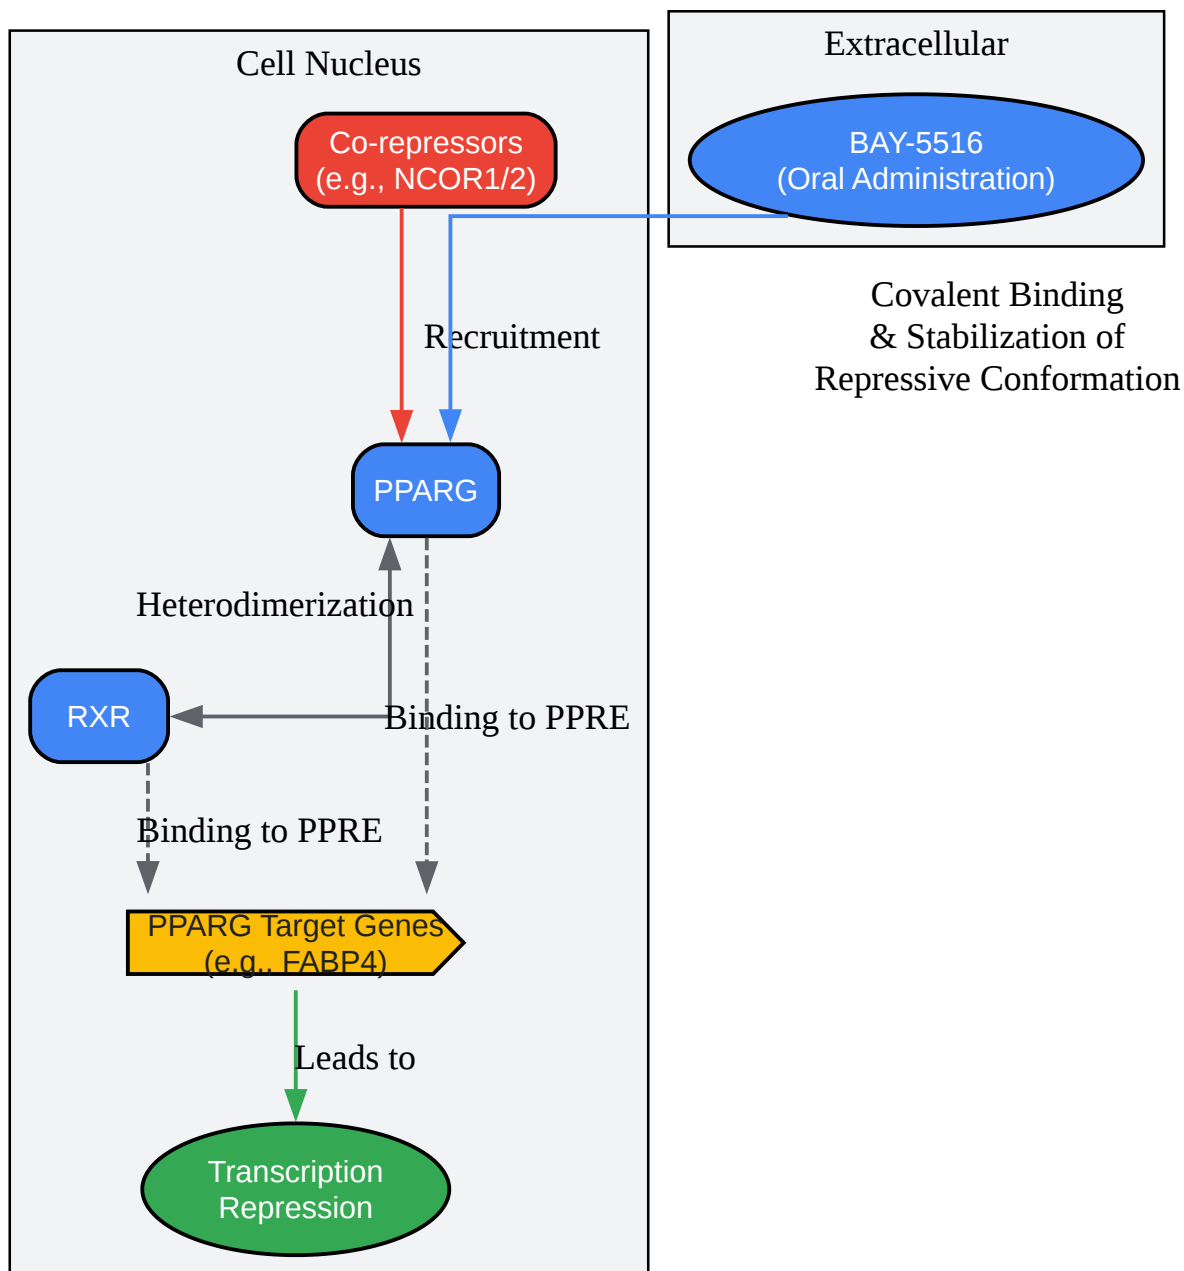 Cell Nucleus
Extracellular
Co-repressors
(e.g., NCOR1/2)
BAY-5516
(Oral Administration)
Covalent Binding
& Stabilization of
Repressive Conformation
Recruitment
PPARG
Heterodimerization
RXR
Binding to PPRE
Binding to PPRE
PPARG Target Genes
(e.g., FABP4)
Leads to
Transcription
Repression